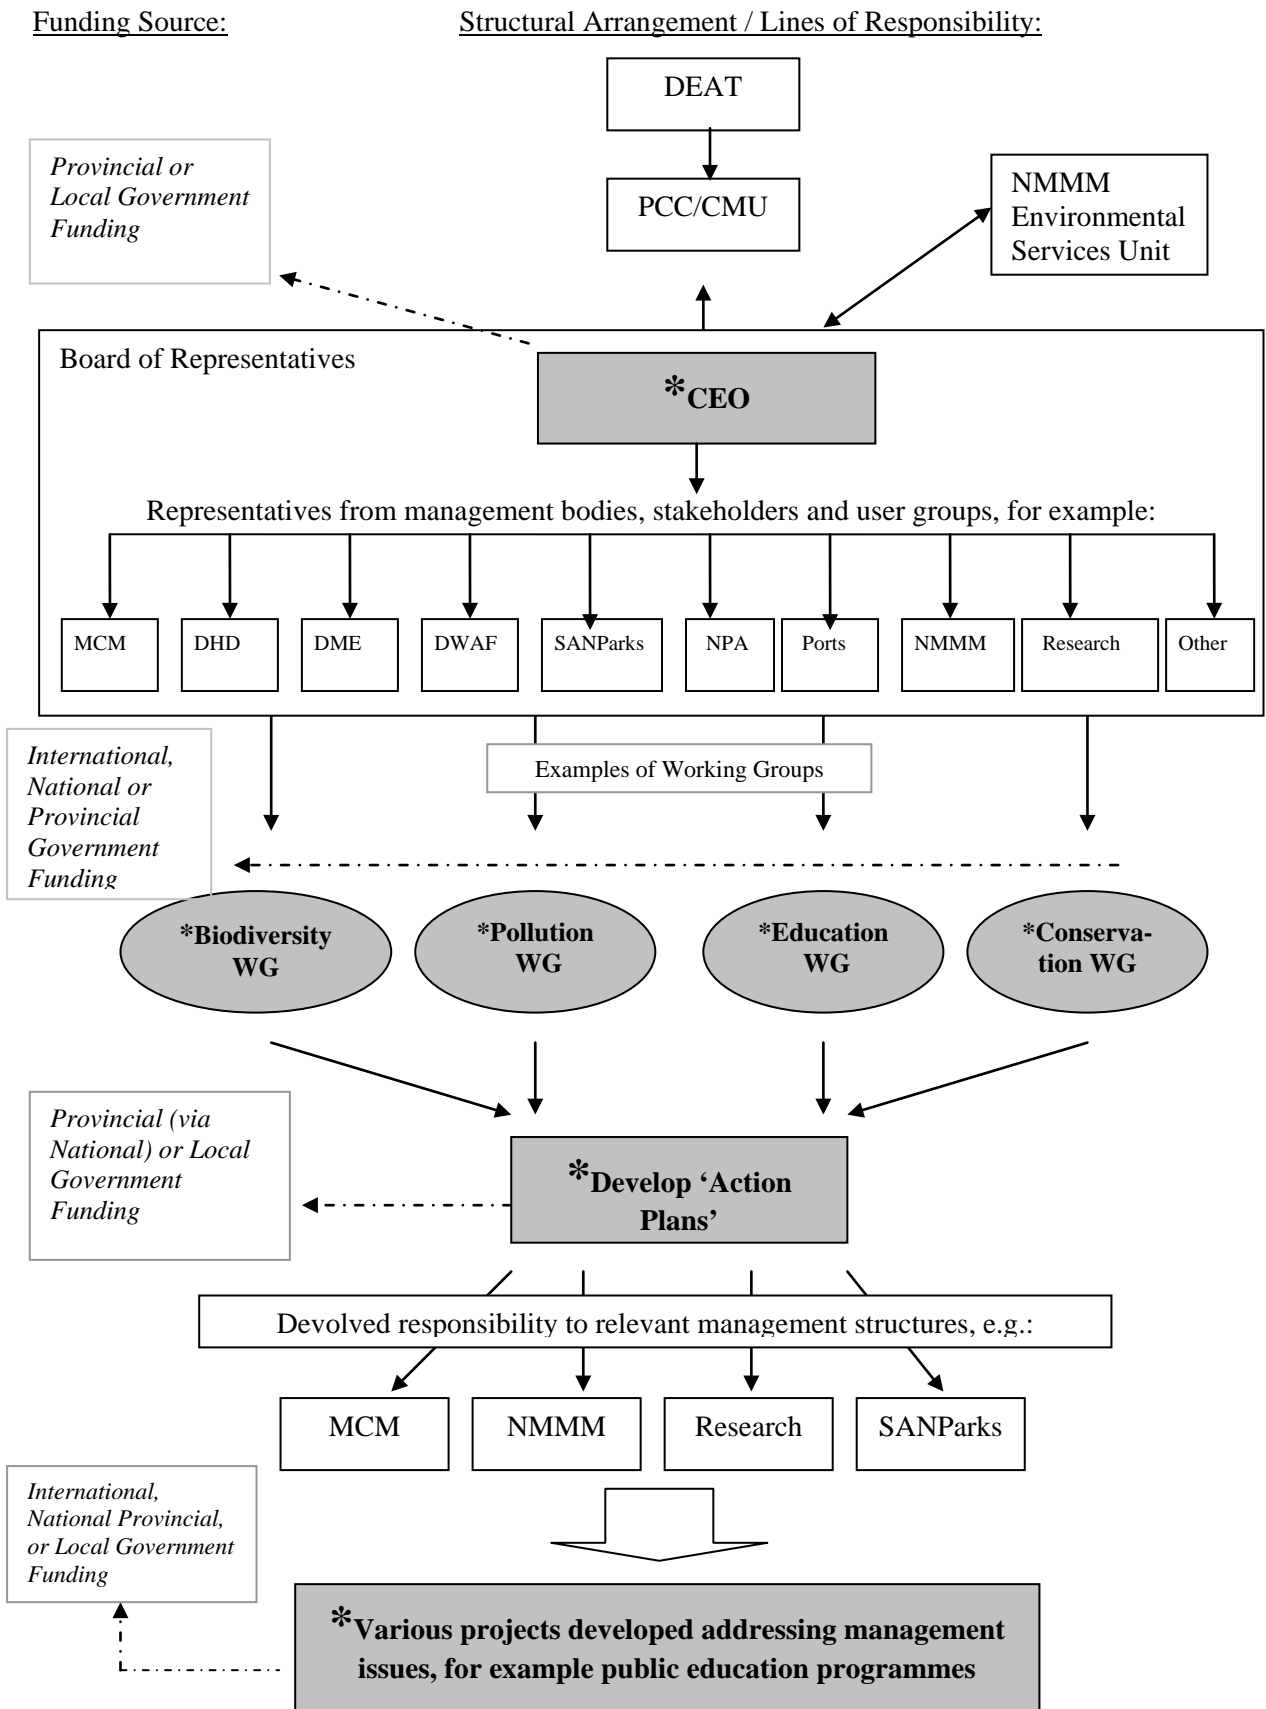 Funding Source:
Structural Arrangement / Lines of Responsibility:
DEAT
Provincial or
Local Government
Funding
PCC/CMU
NMMM
Environmental
Services Unit
Board of Representatives
*CEO
Representatives from management bodies, stakeholders and user groups, for example:
MCM
DHD
DME
DWAF
SANParks
NPA
Ports
NMMM
Research
Other
International,
National or
Provincial
Government
Funding
Examples of Working Groups
*Biodiversity
WG
*Pollution
WG
*Education
WG
*Conserva-
tion WG
Provincial (via
National) or Local
Government
Funding
*Develop ‘Action
Plans’
Devolved responsibility to relevant management structures, e.g.:
MCM
NMMM
Research
SANParks
International,
National Provincial,
or Local Government
Funding
*Various projects developed addressing management
issues, for example public education programmes